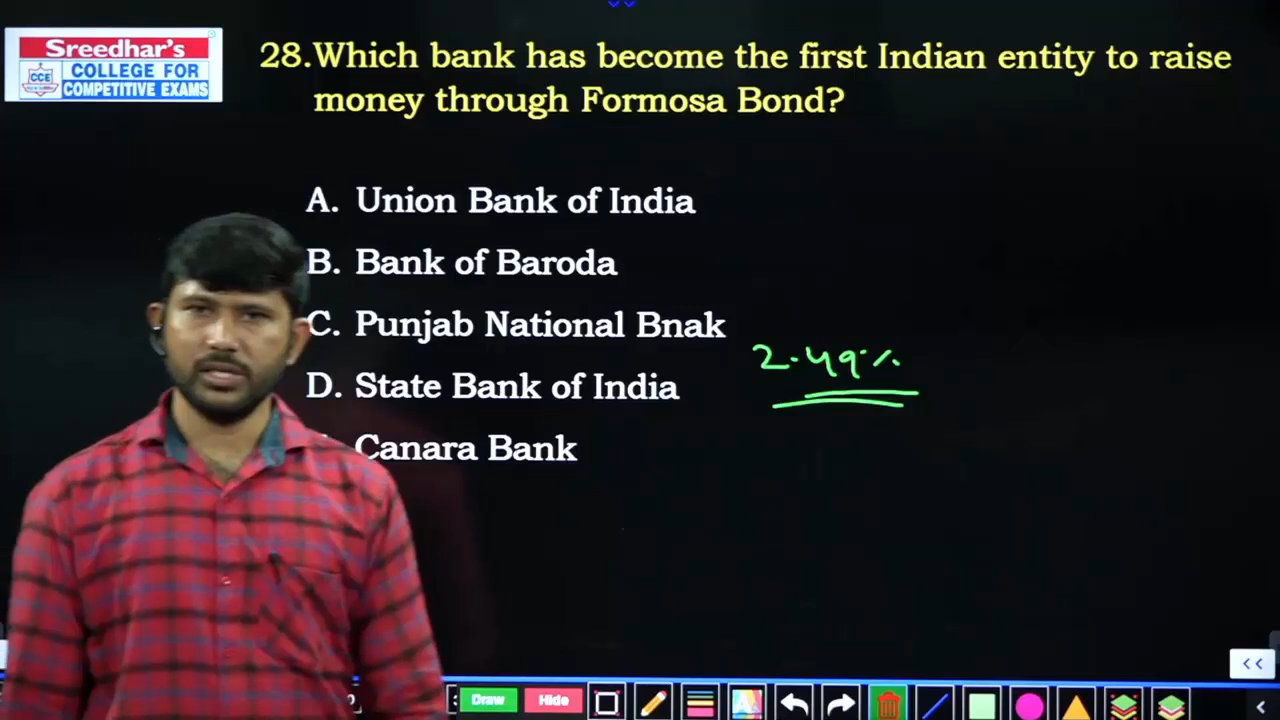 Sreedhar's
CCE
COLLEGE FOR
COMPETITIVE EXAMS
28.Which bank has become the first Indian entity to raise
money through Formosa Bond?
A. Union Bank of India
B. Bank of Baroda
C. Punjab National Bnak
D. State Bank of India
2.49%
Canara Bank
Draw
Hide
<<
<